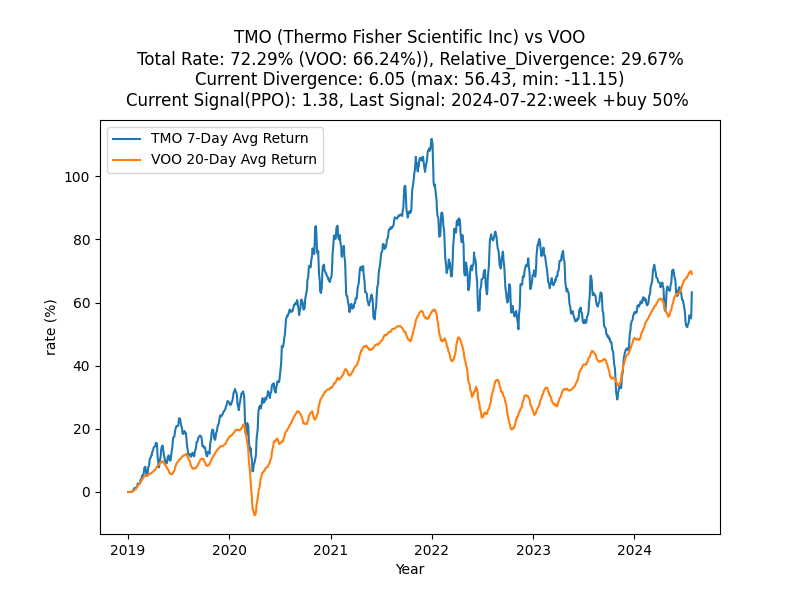 TMO (Thermo Fisher Scientific Inc) vs VOO
Total Rate: 72.29% (VOO: 66.24%)), Relative_Divergence: 29.67%
Current Divergence: 6.05 (max: 56.43, min: -11.15)
Current Signal(PPO): 1.38, Last Signal: 2024-07-22:week +buy 50%
TMO 7-Day Avg Return
VOO 20-Day Avg Return
rate (%)
100
80
60
40
20
0
2019
2020
2021
2022
2023
2024
Year